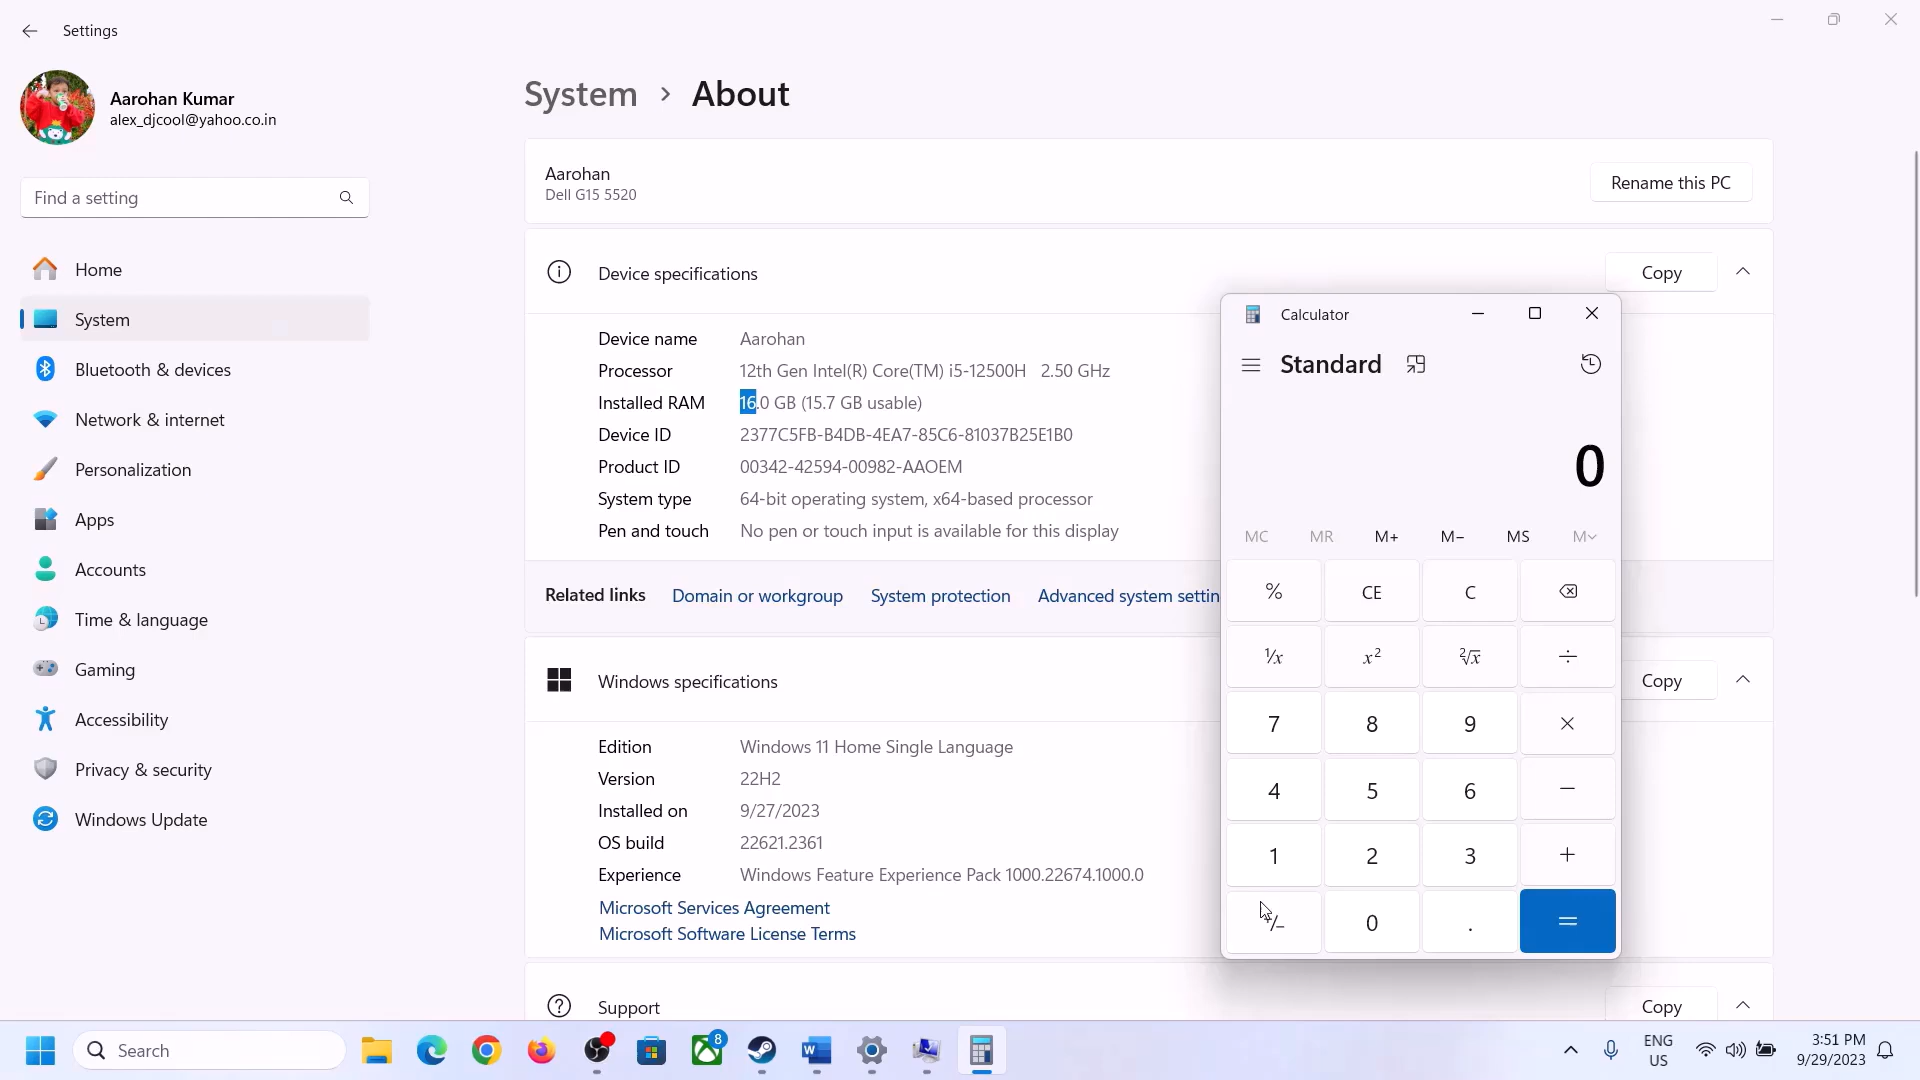 Settings
Aarohan Kumar
alex_djcool@yahoo.co.in
Find a setting
Home
System
Bluetooth & devices
Network & internet
Personalization
Apps
Accounts
Time & language
Gaming
Accessibility
Privacy & security
Windows Update
System > About
Aarohan
Dell G15 5520
Rename this PC
Device specifications
Copy
Device name Aarohan
Processor 12th Gen Intel(R) Core(TM) i5-12500H 2.50 GHz
Installed RAM 16.0 GB (15.7 GB usable)
Device ID 2377C5FB-B4DB-4EA7-85C6-81037B25E1B0
Product ID 00342-42594-00982-AAOEM
System type 64-bit operating system, x64-based processor
Pen and touch No pen or touch input is available for this display
Related links Domain or workgroup System protection Advanced system settin
Windows specifications
Copy
Edition Windows 11 Home Single Language
Version 22H2
Installed on 9/27/2023
OS build 22621.2361
Experience Windows Feature Experience Pack 1000.22674.1000.0
Microsoft Services Agreement
Microsoft Software License Terms
Support
Copy
Calculator
Standard
0
MC MR M+ M− MS M
% CE C
¹/x x² ²√x ÷
7 8 9 ×
4 5 6 −
1 2 3 +
+/− 0 . =
Search
8
ENG
US
3:51 PM
9/29/2023